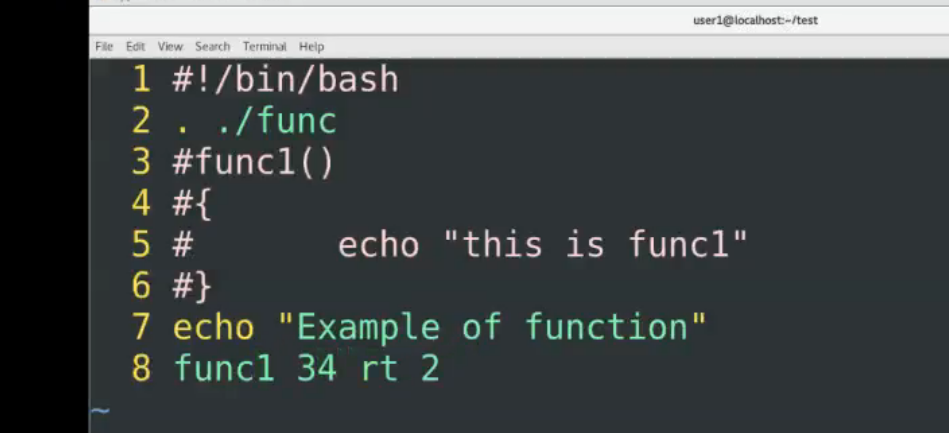 user1@localhost:~/test
File Edit View Search Terminal Help
1 #!/bin/bash
2 . ./func
3 #func1()
4 #{
5 #       echo "this is func1"
6 #}
7 echo "Example of function"
8 func1 34 rt 2
~